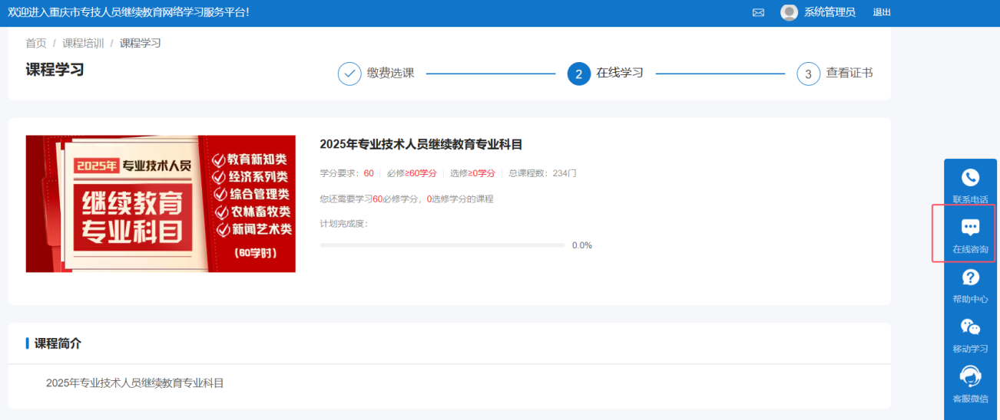 欢迎进入重庆市专技人员继续教育网络学习服务平台！
系统管理员 退出
首页 / 课程培训 / 课程学习
课程学习
缴费选课 2 在线学习 3 查看证书
2025年 专业技术人员
继续教育
专业科目
教育新知类
经济系列类
综合管理类
农林畜牧类
新闻艺术类
(60学时)
2025年专业技术人员继续教育专业科目
学分要求：60 必修≥60学分 选修≥0学分 总课程数：234门
您还需要学习60必修学分，0选修学分的课程
计划完成度：
0.0%
课程简介
2025年专业技术人员继续教育专业科目
联系电话
在线咨询
帮助中心
移动学习
客服微信